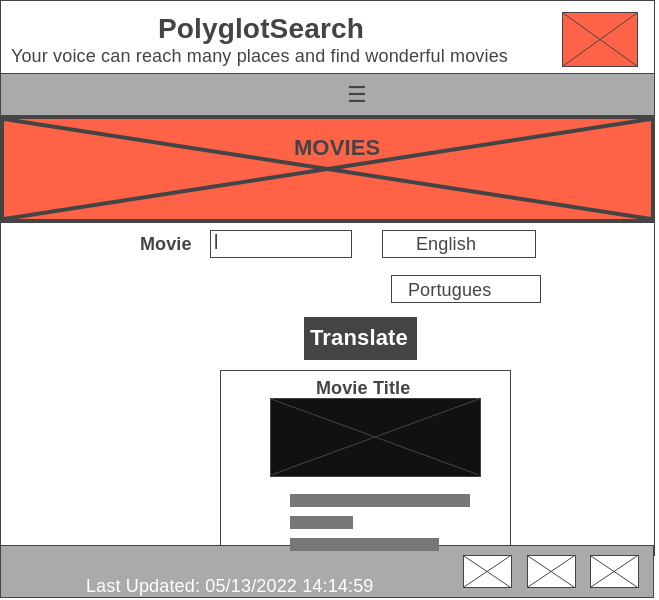 PolyglotSearch
Your voice can reach many places and find wonderful movies
☰
MOVIES
Movie English
Portugues
Translate
Movie Title
Last Updated: 05/13/2022 14:14:59